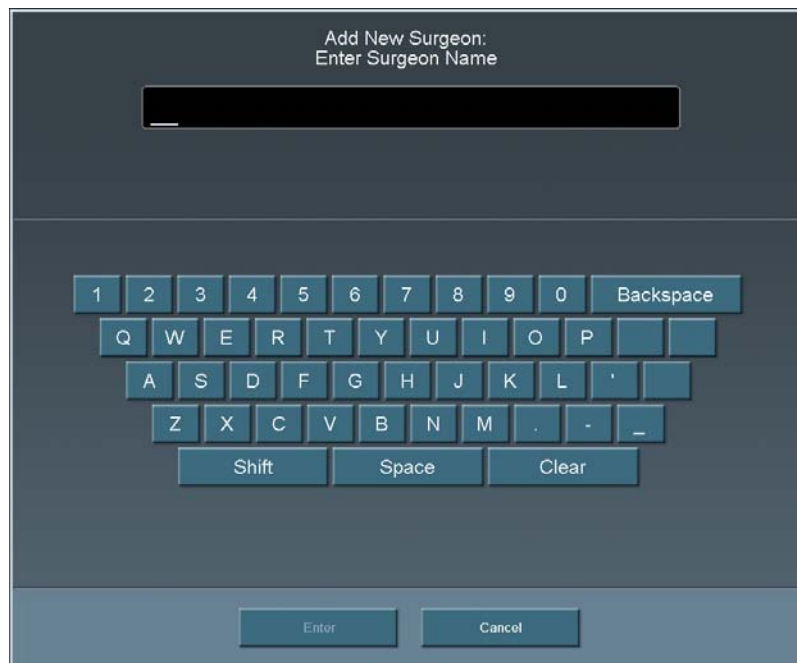 Add New Surgeon:
Enter Surgeon Name
_
1 2 3 4 5 6 7 8 9 0 Backspace
Q W E R T Y U I O P
A S D F G H J K L '
Z X C V B N M . - _
Shift Space Clear
Enter Cancel